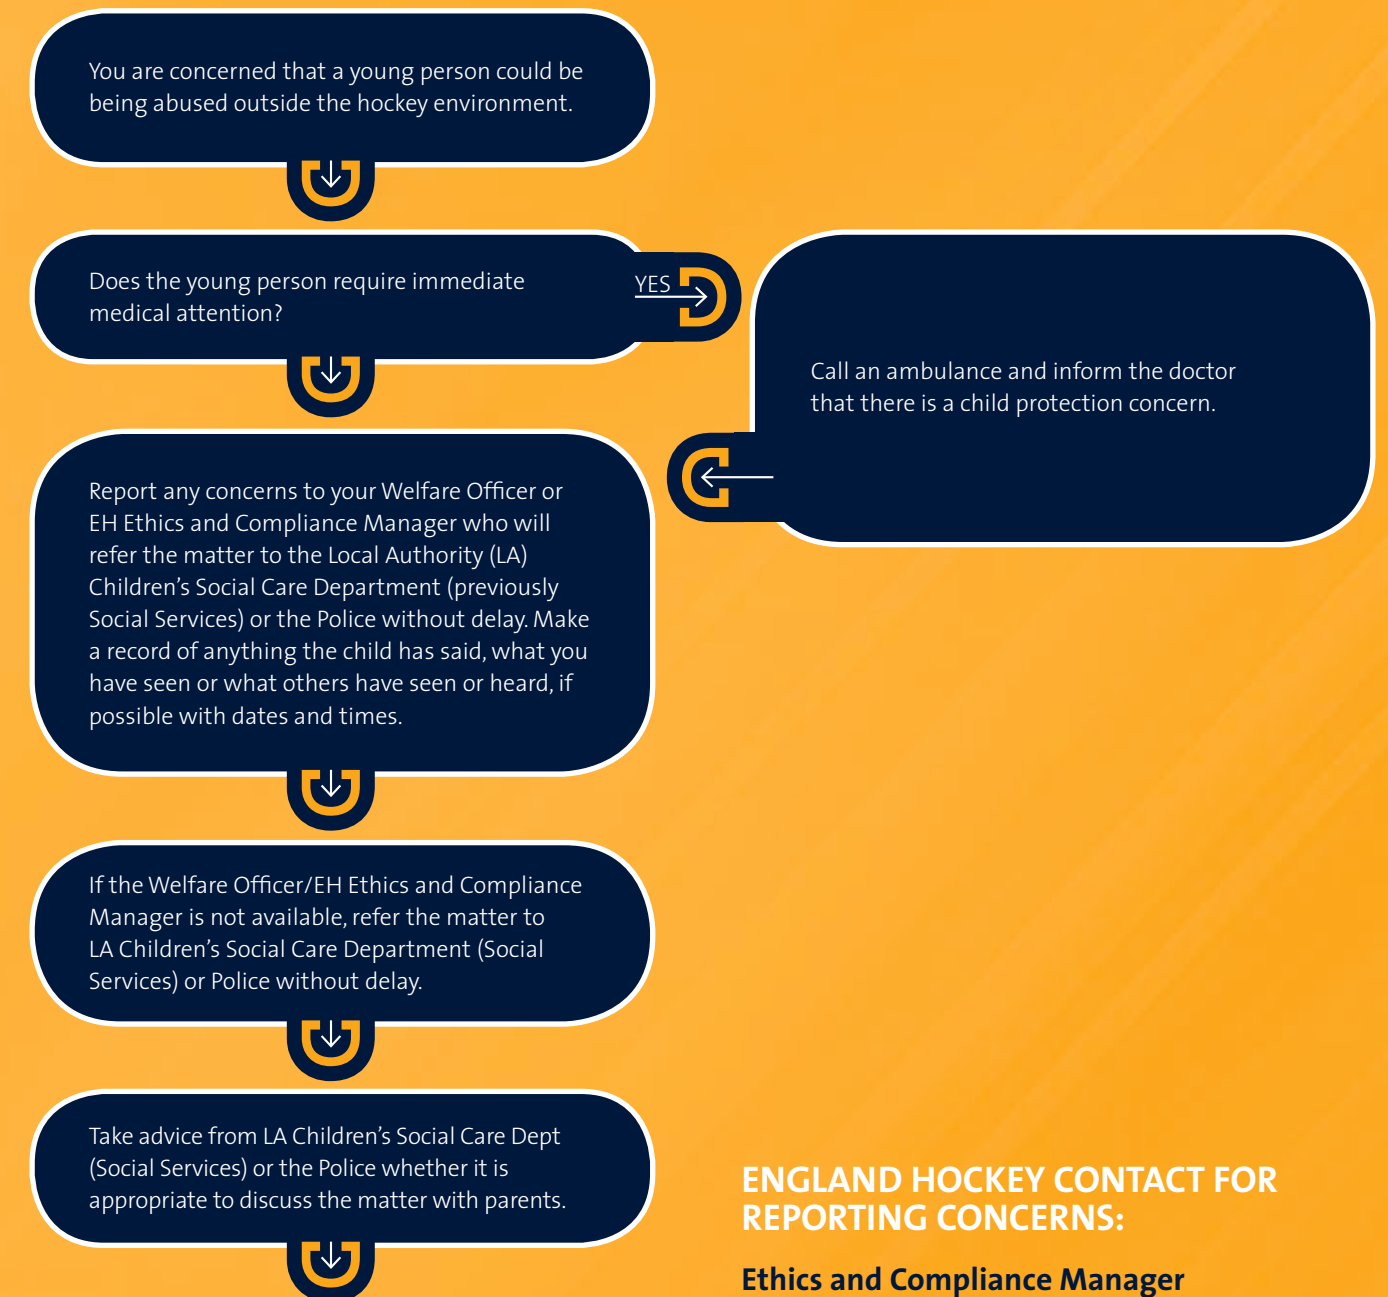 You are concerned that a young person could be
being abused outside the hockey environment.
Does the young person require immediate
medical attention?
YES
Call an ambulance and inform the doctor
that there is a child protection concern.
Report any concerns to your Welfare Officer or
EH Ethics and Compliance Manager who will
refer the matter to the Local Authority (LA)
Children’s Social Care Department (previously
Social Services) or the Police without delay. Make
a record of anything the child has said, what you
have seen or what others have seen or heard, if
possible with dates and times.
If the Welfare Officer/EH Ethics and Compliance
Manager is not available, refer the matter to
LA Children’s Social Care Department (Social
Services) or Police without delay.
Take advice from LA Children’s Social Care Dept
(Social Services) or the Police whether it is
appropriate to discuss the matter with parents.
ENGLAND HOCKEY CONTACT FOR
REPORTING CONCERNS:
Ethics and Compliance Manager